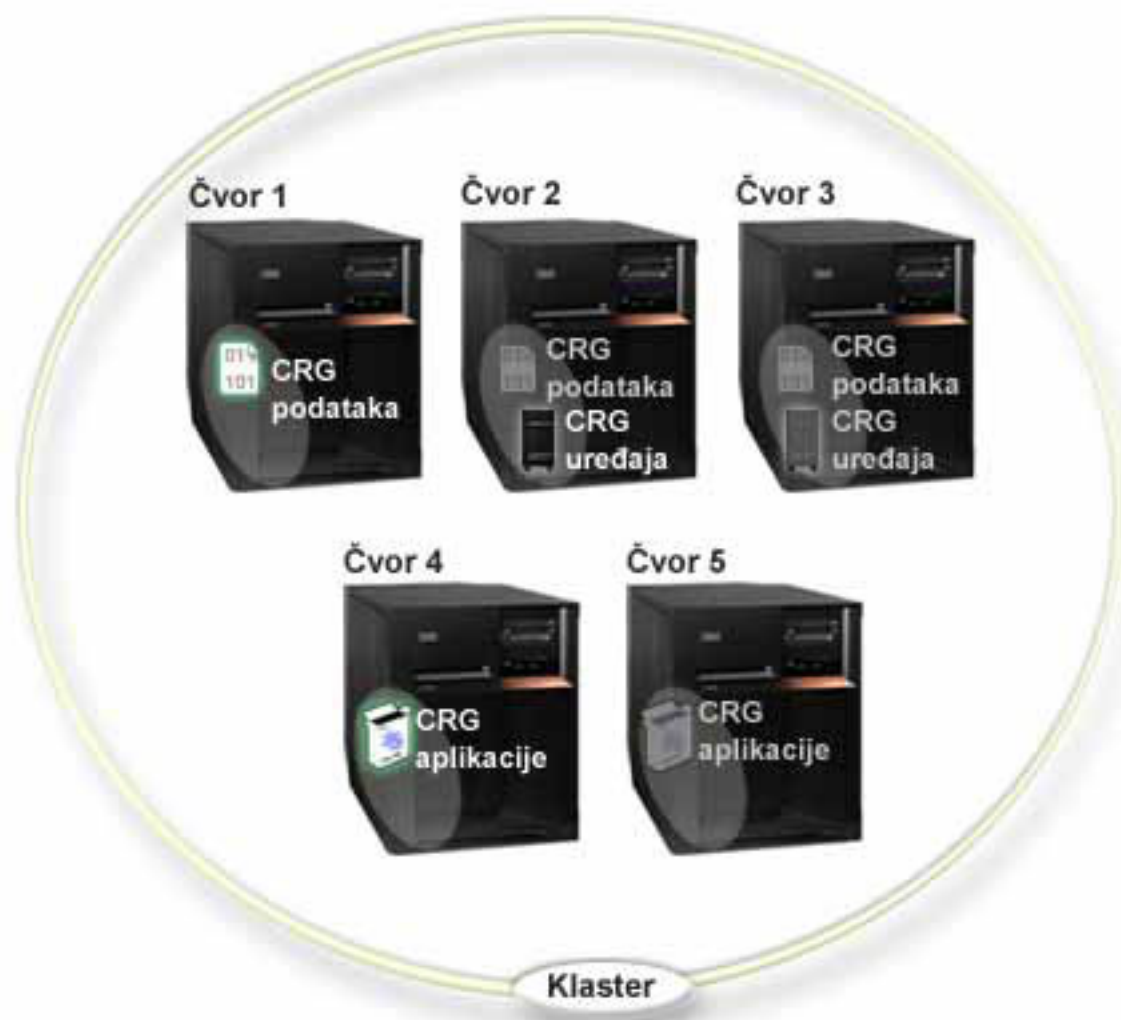 Čvor 1
Čvor 2
Čvor 3
CRG
podataka
CRG
podataka
CRG
uređaja
CRG
podataka
CRG
uređaja
Čvor 4
Čvor 5
CRG
aplikacije
CRG
aplikacije
Klaster